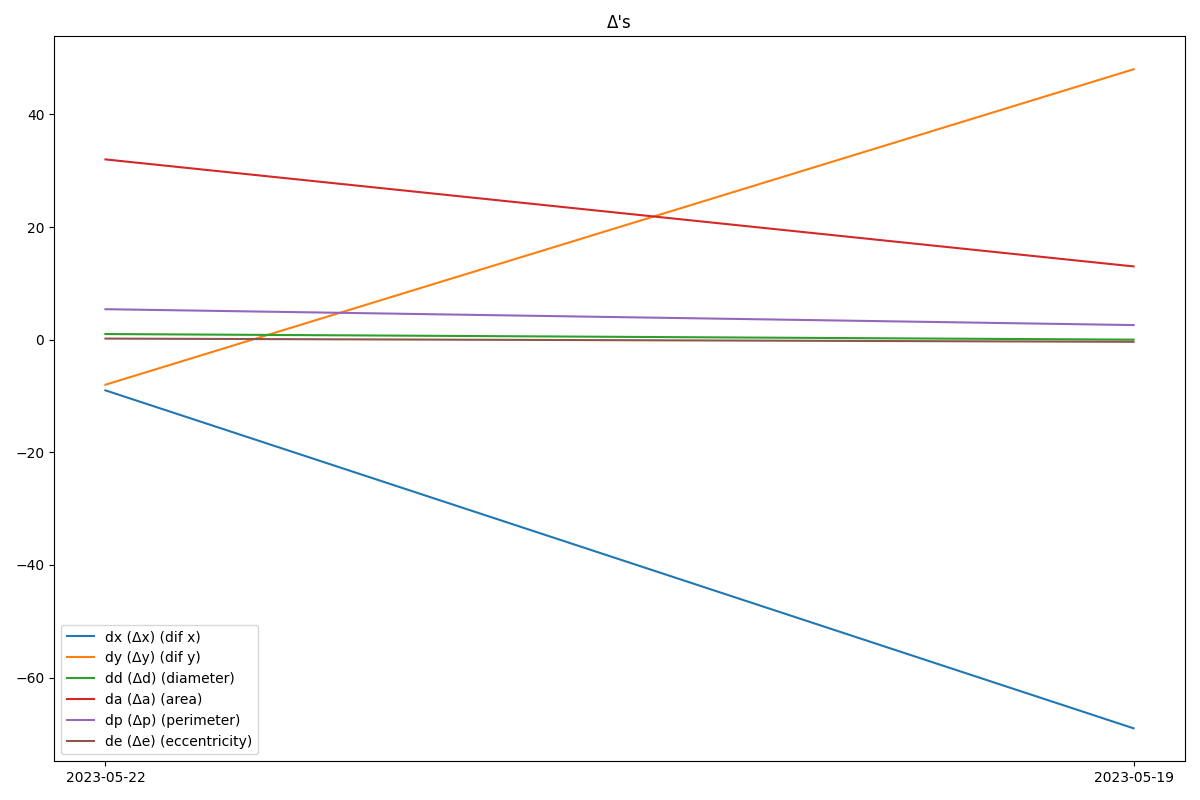 Δ's
40
20
0
−20
−40
−60
dx (Δx) (dif x)
dy (Δy) (dif y)
dd (Δd) (diameter)
da (Δa) (area)
dp (Δp) (perimeter)
de (Δe) (eccentricity)
2023-05-22 2023-05-19